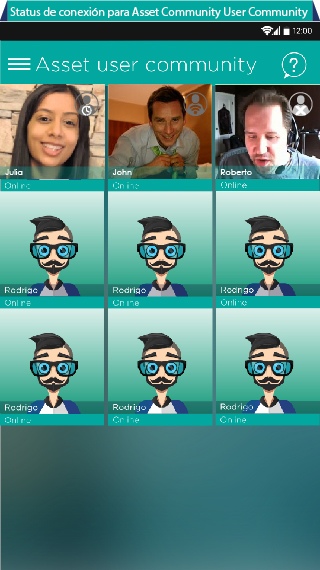 Status de conexión para Asset Community User Community
12:00
Asset user community
?
Julia
John
Roberto
Online
Online
Online
Rodrigo
Rodrigo
Rodrigo
Online
Online
Online
Rodrigo
Rodrigo
Rodrigo
Online
Online
Online